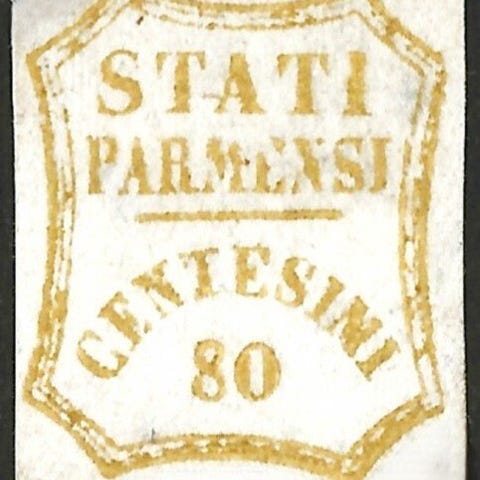 STATI
PARMENSI
CENTESIMI
80